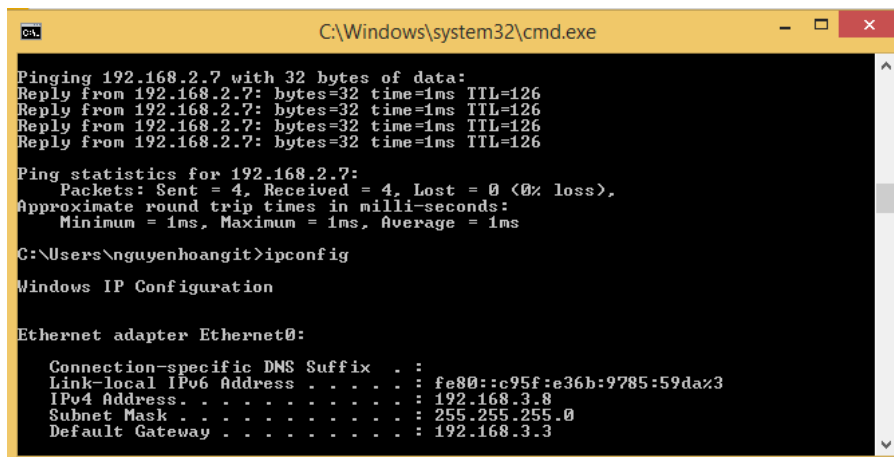 C:\Windows\system32\cmd.exe
Pinging 192.168.2.7 with 32 bytes of data:
Reply from 192.168.2.7: bytes=32 time=1ms TTL=126
Reply from 192.168.2.7: bytes=32 time=1ms TTL=126
Reply from 192.168.2.7: bytes=32 time=1ms TTL=126
Reply from 192.168.2.7: bytes=32 time=1ms TTL=126
Ping statistics for 192.168.2.7:
Packets: Sent = 4, Received = 4, Lost = 0 (0% loss),
Approximate round trip times in milli-seconds:
Minimum = 1ms, Maximum = 1ms, Average = 1ms
C:\Users\nguyenhoangit>ipconfig
Windows IP Configuration
Ethernet adapter Ethernet0:
Connection-specific DNS Suffix . :
Link-local IPv6 Address . . . . . : fe80::c95f:e36b:9785:59da%3
IPv4 Address. . . . . . . . . . . : 192.168.3.8
Subnet Mask . . . . . . . . . . . : 255.255.255.0
Default Gateway . . . . . . . . . : 192.168.3.3